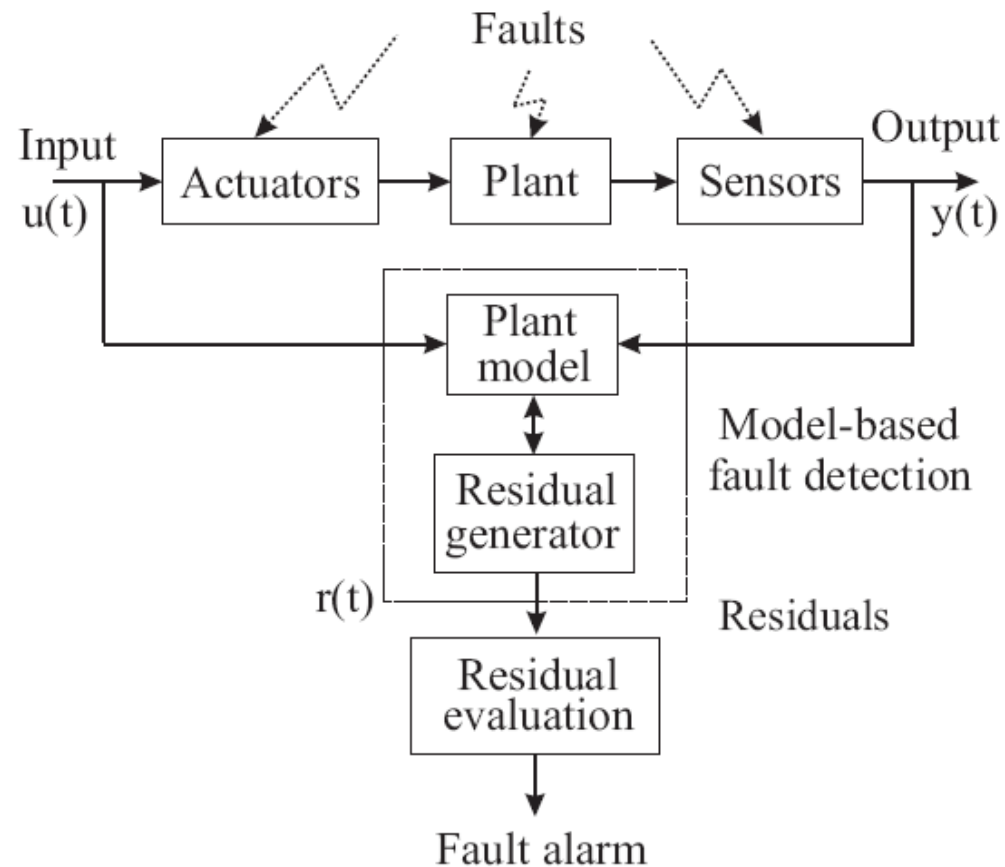 Faults
Input
Output
Actuators
Plant
Sensors
u(t)
y(t)
Plant
model
Model-based
fault detection
Residual
generator
r(t)
Residuals
Residual
evaluation
Fault alarm